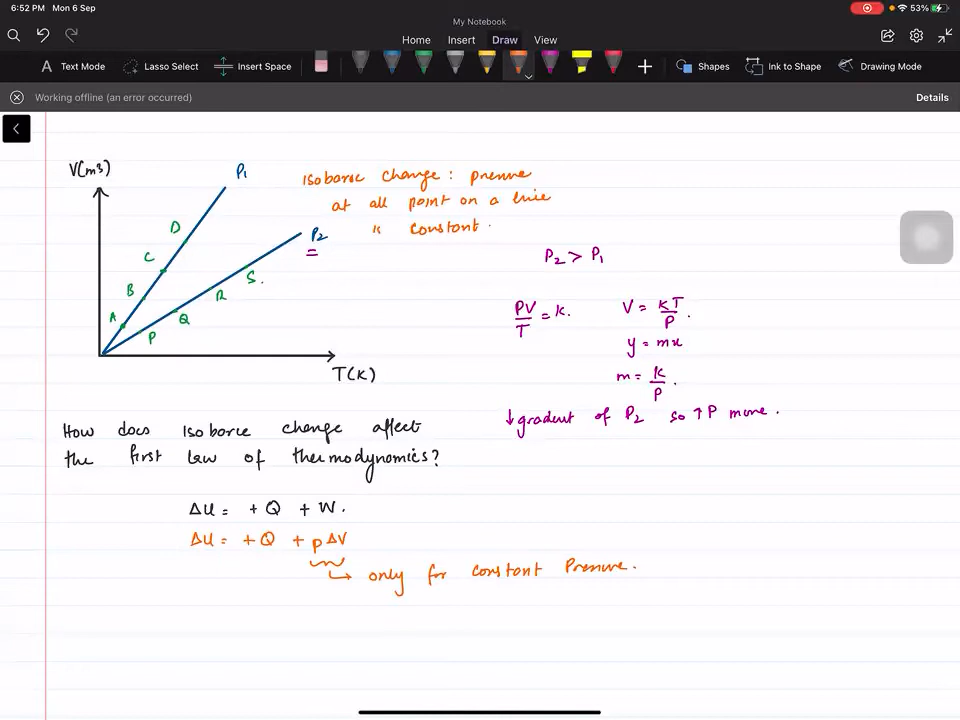 6:52 PM Mon 6 Sep
53%
My Notebook
Home Insert Draw View
Text Mode Lasso Select Insert Space Shapes Ink to Shape Drawing Mode
Working offline (an error occurred) Details
V(m3)
P1
Isobaric change : pressure
at all point on a line
is constant.
D
P2
=
C
P2 > P1
B
S.
R
A
Q
P
PV/T = k. V = kT/P.
y = mx
T(K)
m = k/P.
↓gradient of P2 so ↑P more.
How does Isobaric change affect
the first law of thermodynamics?
ΔU = +Q +W.
ΔU = +Q + pΔV
↳ only for constant Pressure.